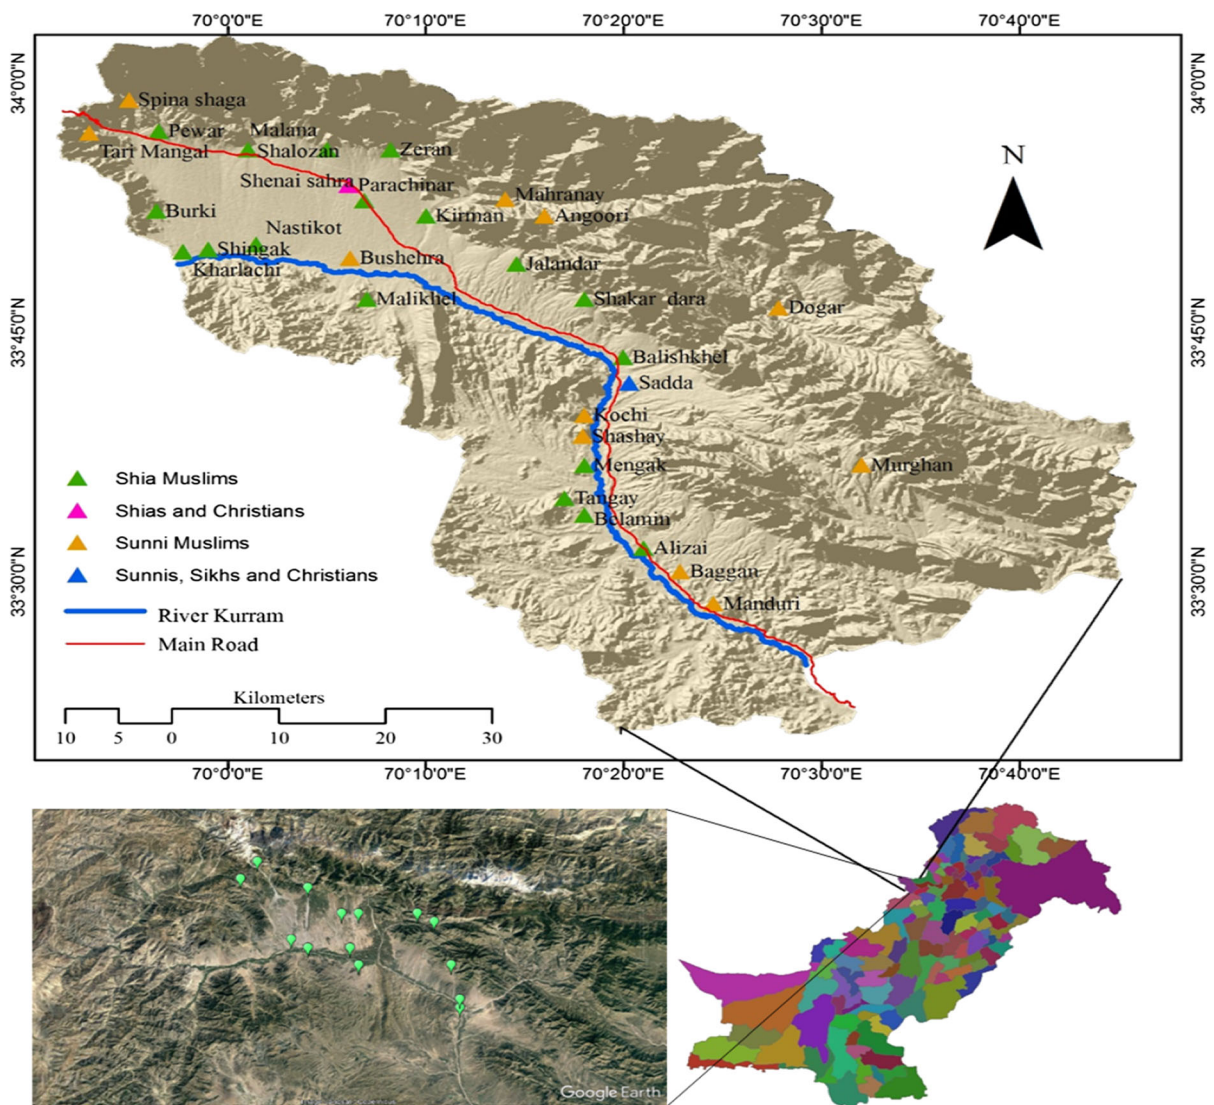 70°0'0"E 70°10'0"E 70°20'0"E 70°30'0"E 70°40'0"E
34°0'0"N
34°0'0"N
Spina shaga
Pewar
Malana
Tari Mangal
Shalozan
Zeran
Shenai sahra
Parachinar
Mahranay
Burki
Kirman
Angoori
N
Nastikot
Shingak
Bushehra
Kharlachi
Jalandar
Malikhel
Shakar dara
Dogar
33°45'0"N
33°45'0"N
Balishkhel
Sadda
Kochi
Shashay
Mengak
Murghan
Tangay
Belamin
Alizai
Baggan
Manduri
33°30'0"N
33°30'0"N
Shia Muslims
Shias and Christians
Sunni Muslims
Sunnis, Sikhs and Christians
River Kurram
Main Road
Kilometers
10 5 0 10 20 30
70°0'0"E 70°10'0"E 70°20'0"E 70°30'0"E 70°40'0"E
Google Earth